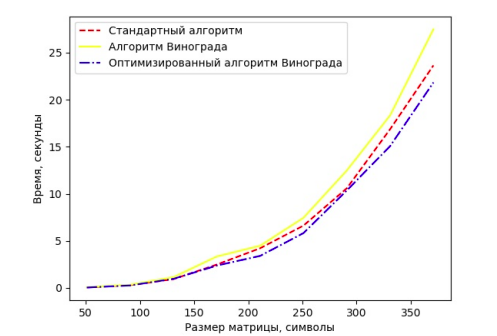 Стандартный алгоритм
Алгоритм Винограда
Оптимизированный алгоритм Винограда
Время, секунды
25
20
15
10
5
0
50
100
150
200
250
300
350
Размер матрицы, символы